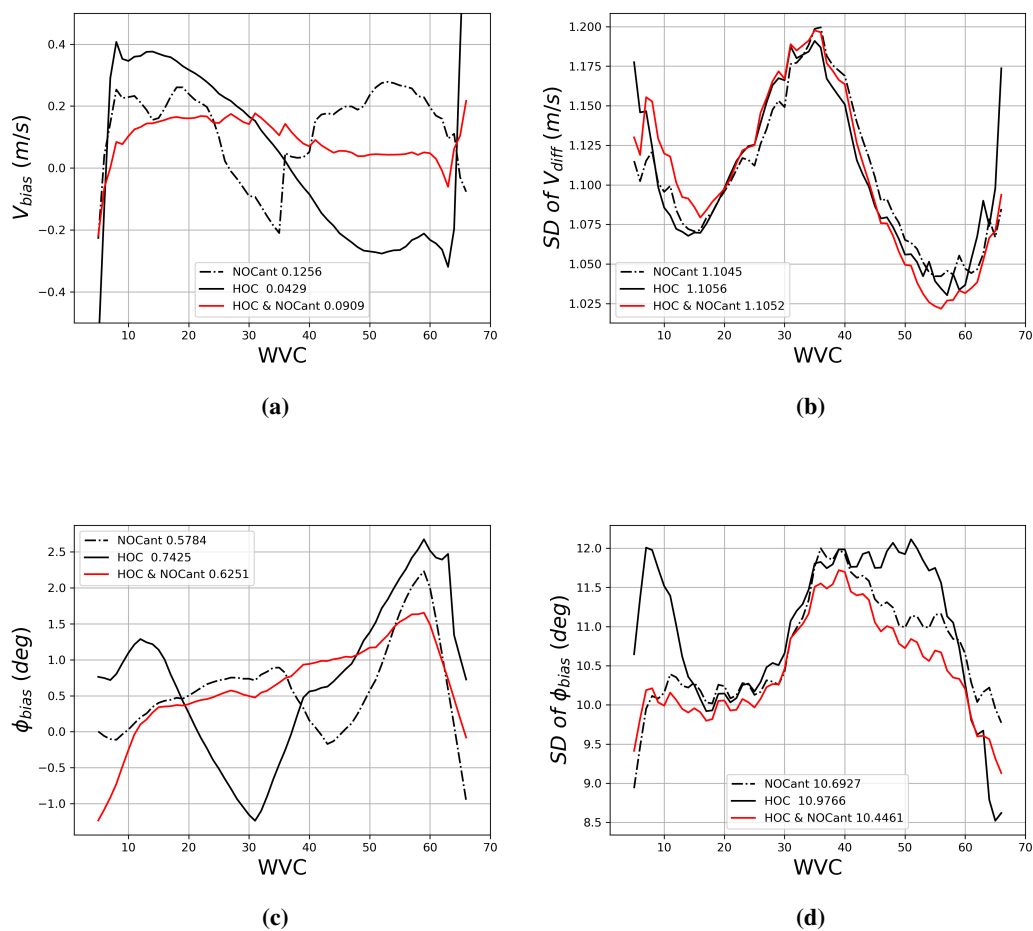 0.4
0.2
0.0
−0.2
−0.4
V_bias (m/s)
NOCant 0.1256
HOC 0.0429
HOC & NOCant 0.0909
10 20 30 40 50 60 70
WVC
(a)
1.200
1.175
1.150
1.125
1.100
1.075
1.050
1.025
SD of V_diff (m/s)
NOCant 1.1045
HOC 1.1056
HOC & NOCant 1.1052
10 20 30 40 50 60 70
WVC
(b)
2.5
2.0
1.5
1.0
0.5
0.0
−0.5
−1.0
ϕ_bias (deg)
NOCant 0.5784
HOC 0.7425
HOC & NOCant 0.6251
10 20 30 40 50 60 70
WVC
(c)
12.0
11.5
11.0
10.5
10.0
9.5
9.0
8.5
SD of ϕ_bias (deg)
NOCant 10.6927
HOC 10.9766
HOC & NOCant 10.4461
10 20 30 40 50 60 70
WVC
(d)